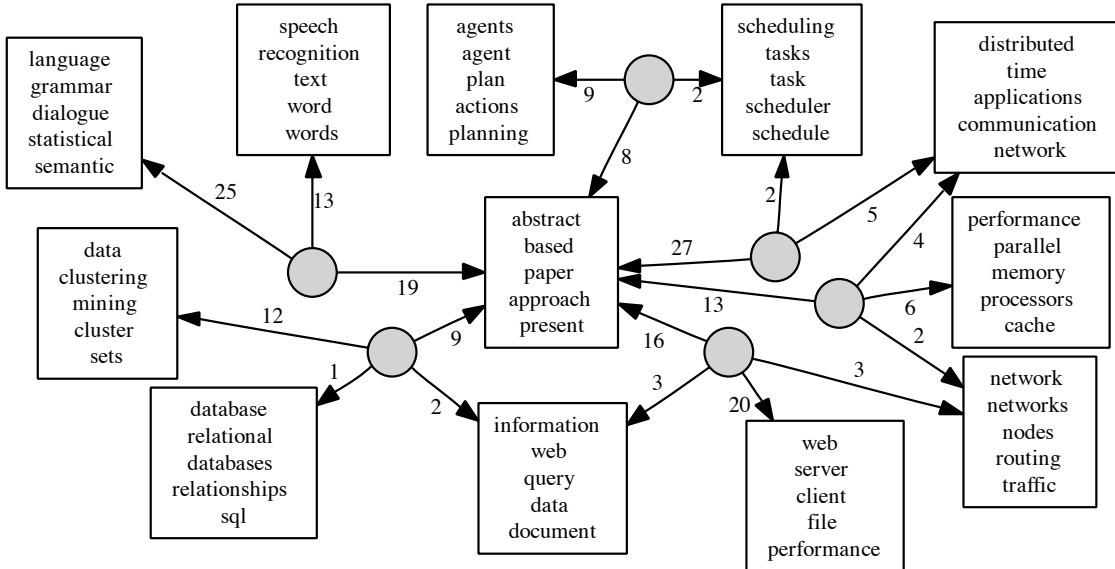 language
grammar
dialogue
statistical
semantic
speech
recognition
text
word
words
agents
agent
plan
actions
planning
scheduling
tasks
task
scheduler
schedule
distributed
time
applications
communication
network
9
2
8
25
13
2
5
4
abstract
based
paper
approach
present
data
clustering
mining
cluster
sets
performance
parallel
memory
processors
cache
19
27
13
6
2
12
9
16
1
2
3
20
3
database
relational
databases
relationships
sql
information
web
query
data
document
web
server
client
file
performance
network
networks
nodes
routing
traffic